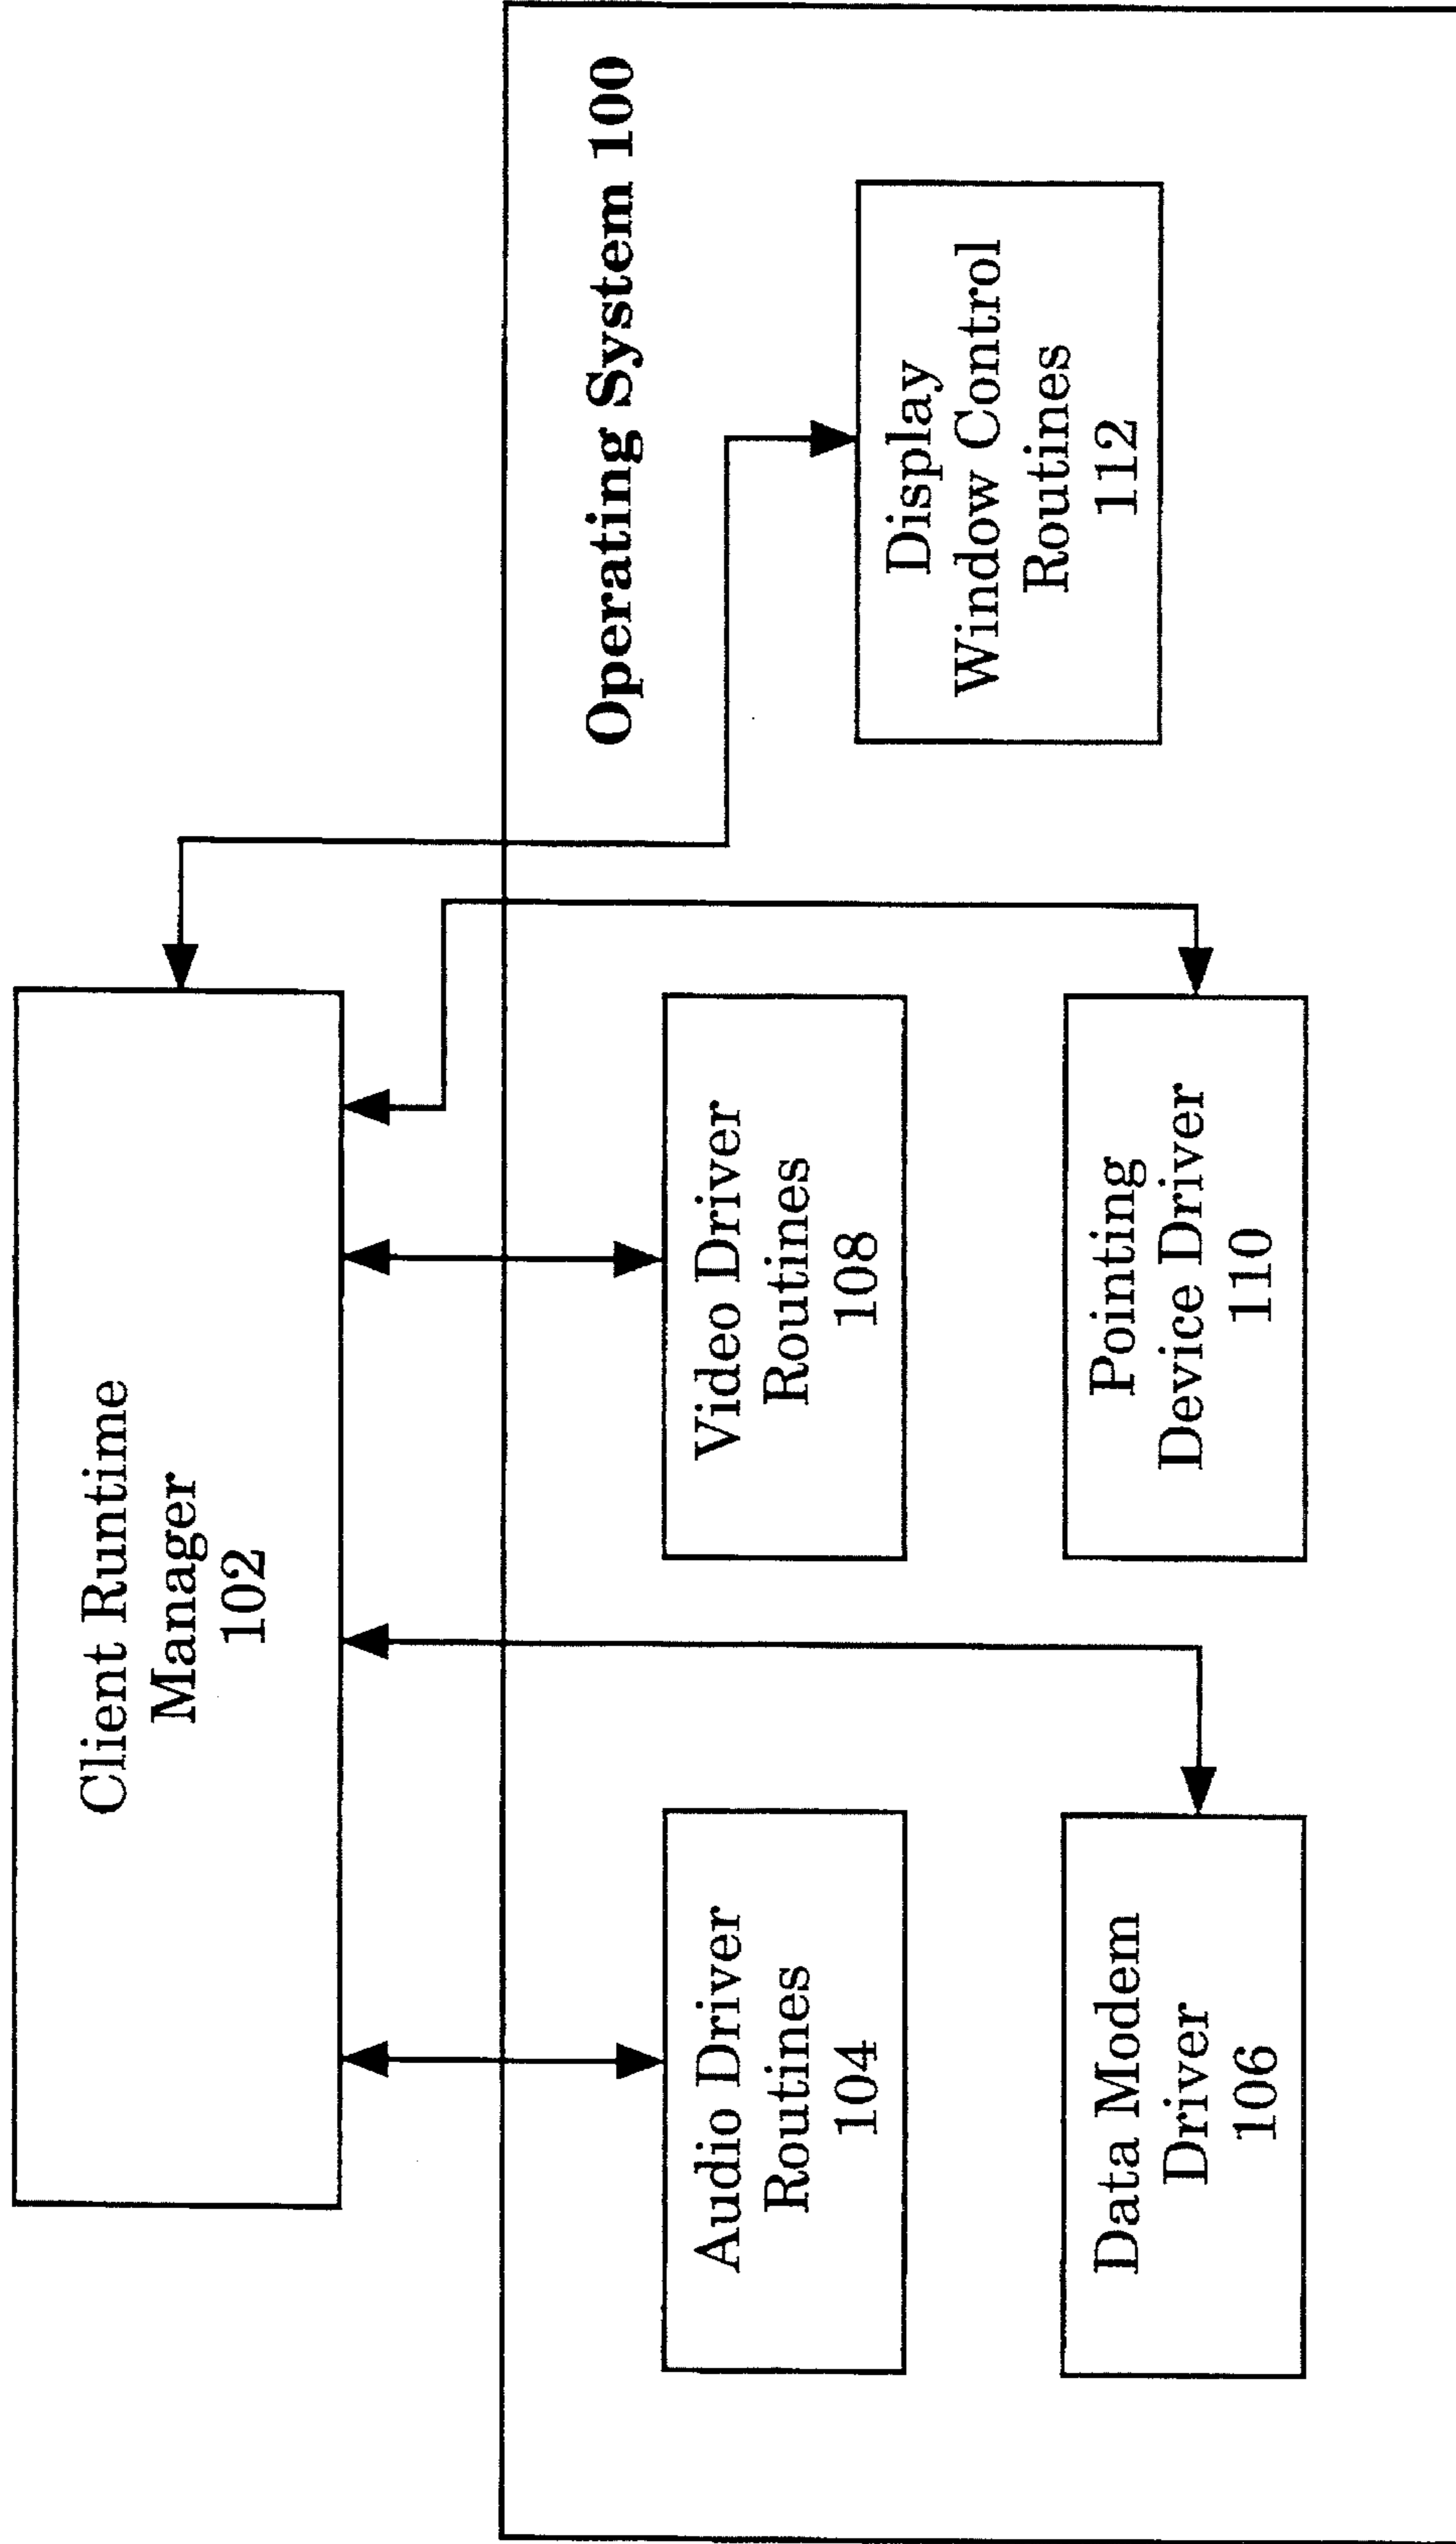 Client Runtime
Manager
102
Operating System 100
Audio Driver
Routines
104
Video Driver
Routines
108
Display
Window Control
Routines
112
Data Modem
Driver
106
Pointing
Device Driver
110